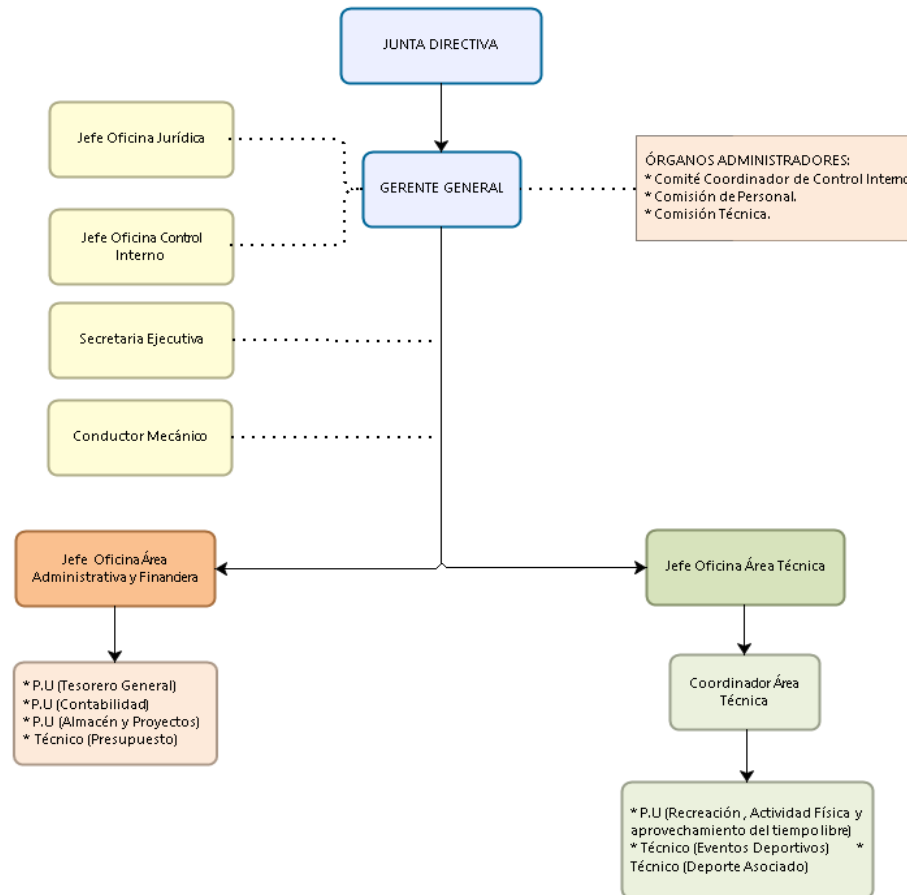 JUNTA DIRECTIVA
Jefe Oficina Jurídica
GERENTE GENERAL
ÓRGANOS ADMINISTRADORES:
* Comité Coordinador de Control Interno
* Comisión de Personal.
* Comisión Técnica.
Jefe Oficina Control
Interno
Secretaria Ejecutiva
Conductor Mecánico
Jefe Oficina Área
Administrativa y Financiera
Jefe Oficina Área Técnica
* P.U (Tesorero General)
*P.U (Contabilidad)
* P.U (Almacén y Proyectos)
* Técnico (Presupuesto)
Coordinador Área
Técnica
* P.U (Recreación , Actividad Física y
aprovechamiento del tiempo libre)
* Técnico (Eventos Deportivos) *
Técnico (Deporte Asociado)